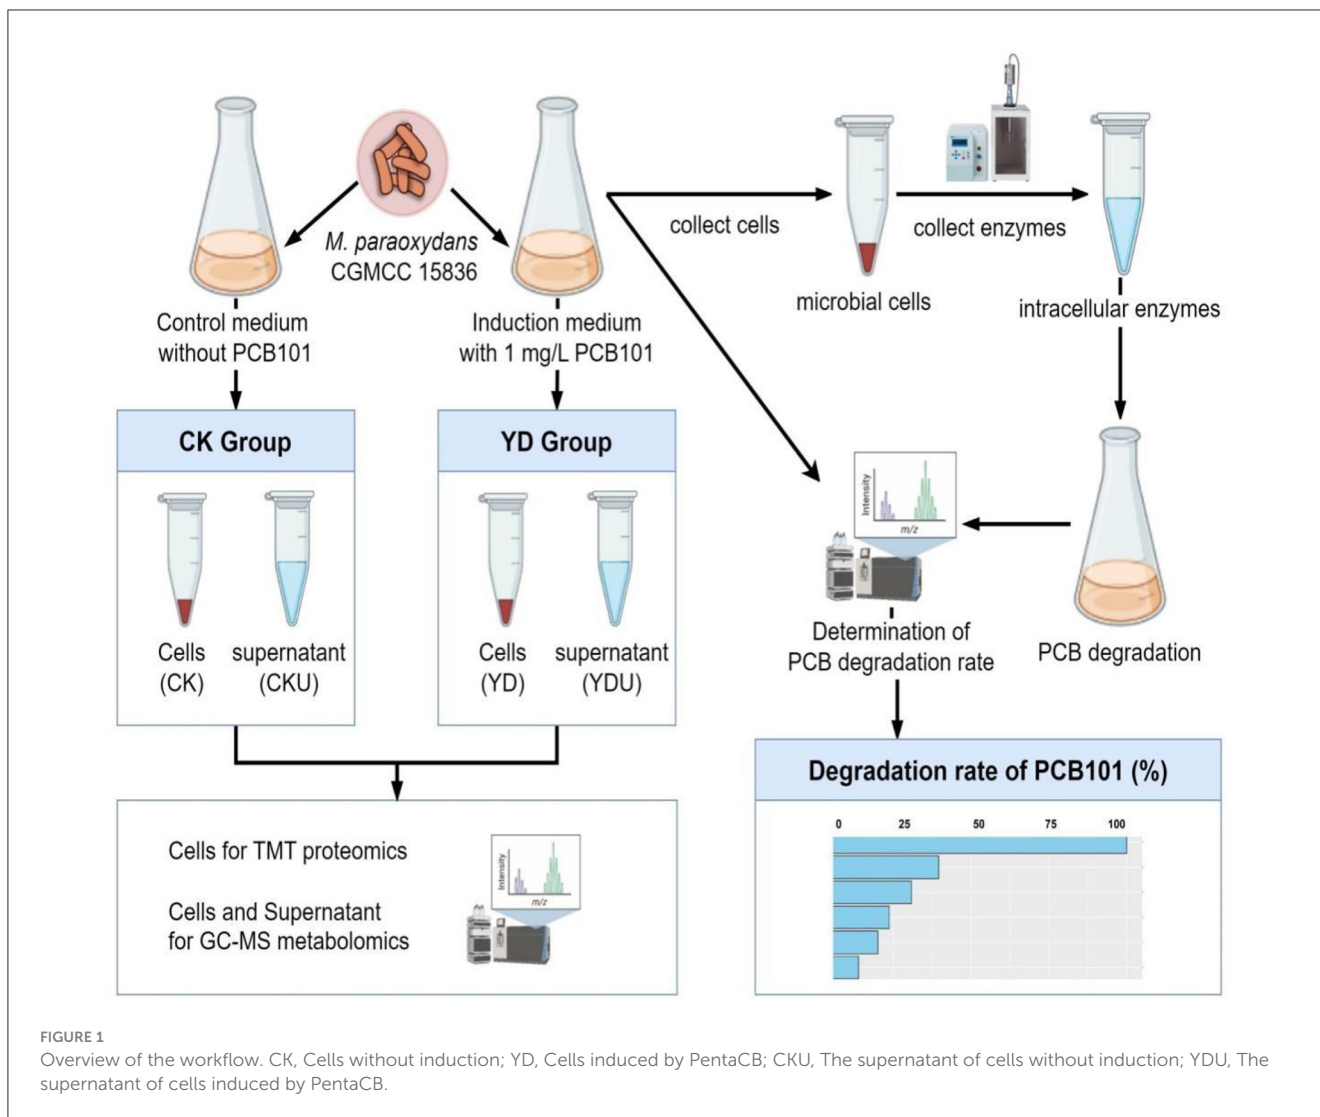 M. paraoxydans
CGMCC 15836
Control medium
without PCB101
Induction medium
with 1 mg/L PCB101
collect cells
collect enzymes
microbial cells
intracellular enzymes
CK Group
Cells
(CK)
supernatant
(CKU)
YD Group
Cells
(YD)
supernatant
(YDU)
Intensity
m/z
Determination of
PCB degradation rate
PCB degradation
Cells for TMT proteomics
Cells and Supernatant
for GC-MS metabolomics
Intensity
m/z
Degradation rate of PCB101 (%)
0 25 50 75 100
FIGURE 1
Overview of the workflow. CK, Cells without induction; YD, Cells induced by PentaCB; CKU, The supernatant of cells without induction; YDU, The
supernatant of cells induced by PentaCB.